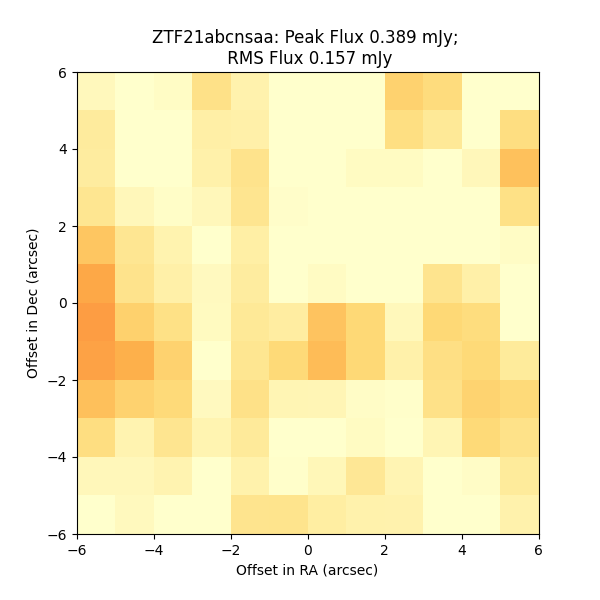 ZTF21abcnsaa: Peak Flux 0.389 mJy;
RMS Flux 0.157 mJy
6
4
2
0
−2
−4
−6
Offset in Dec (arcsec)
−6 −4 −2 0 2 4 6
Offset in RA (arcsec)